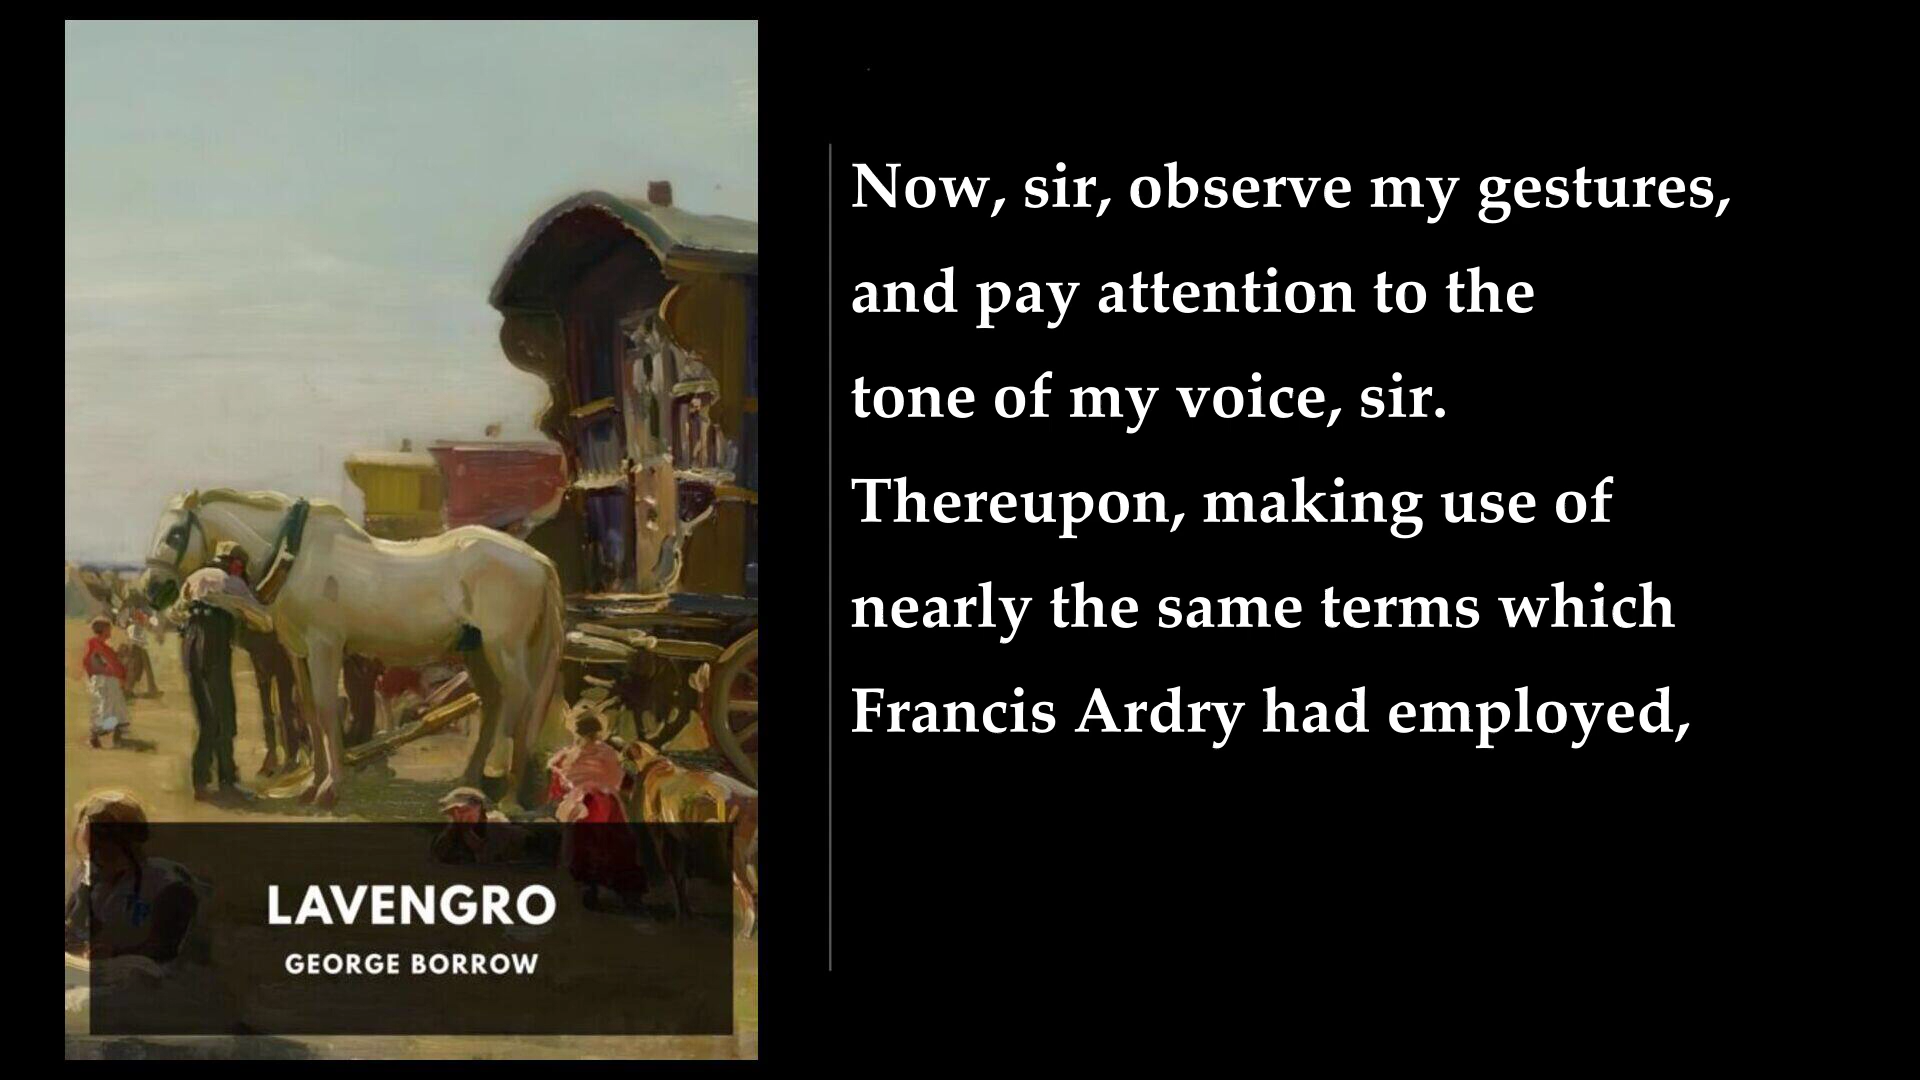 Now, sir, observe my gestures,
and pay attention to the
tone of my voice, sir.
Thereupon, making use of
nearly the same terms which
Francis Ardry had employed,
LAVENGRO
GEORGE BORROW